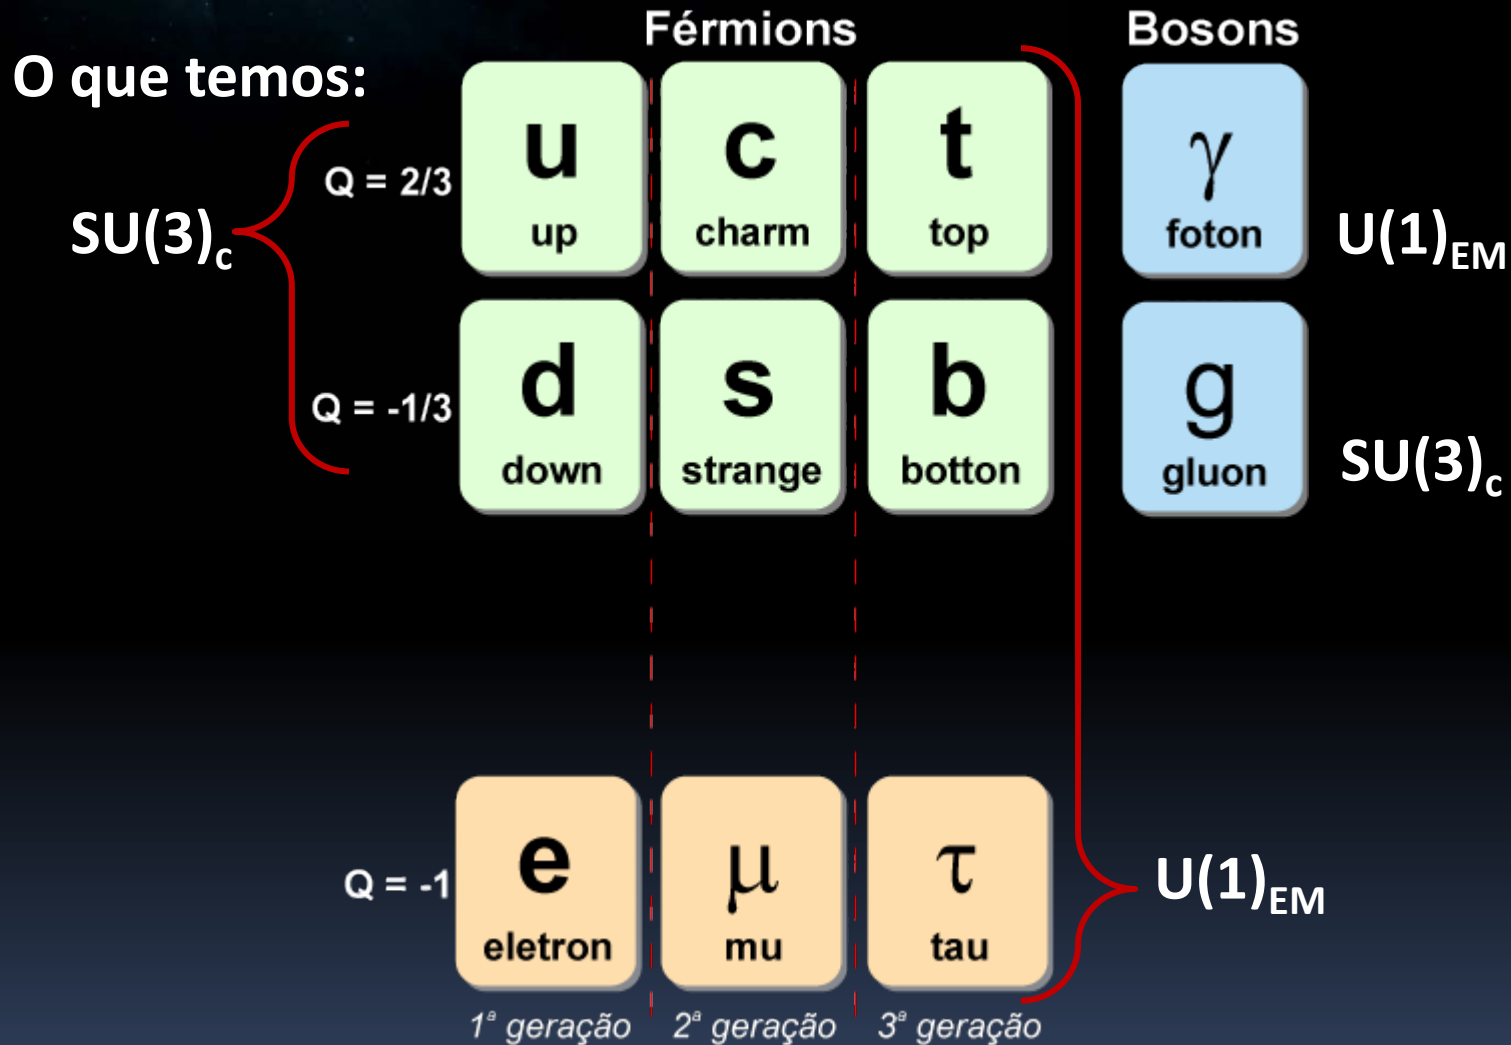 Férmions
Bosons
O que temos:
SU(3)c
Q = 2/3
u
up
c
charm
t
top
γ
foton
U(1)EM
Q = -1/3
d
down
s
strange
b
botton
g
gluon
SU(3)c
Q = -1
e
eletron
μ
mu
τ
tau
U(1)EM
1ª geração
2ª geração
3ª geração